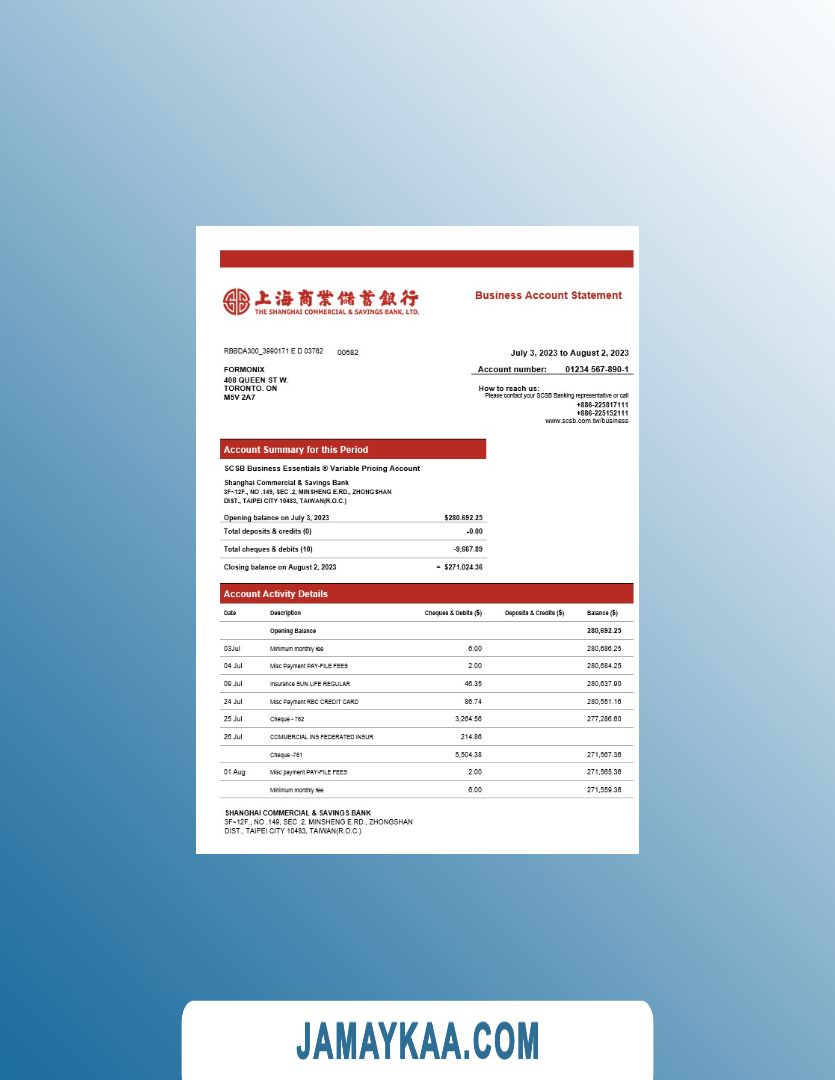 上海商業儲蓄銀行
THE SHANGHAI COMMERCIAL & SAVINGS BANK, LTD.
Business Account Statement
RBBDA300_3990171 E D 03762 00582
July 3, 2023 to August 2, 2023
FORMONIX
408 QUEEN ST W.
TORONTO. ON
M5V 2A7
Account number: 01234 567-890-1
How to reach us:
Please contact your SCSB Banking representative or call
+886-225817111
+886-225152111
www.scsb.com.tw/business
Account Summary for this Period
SCSB Business Essentials ® Variable Pricing Account
Shanghai Commercial & Savings Bank
3F~12F., NO .149, SEC .2, MINSHENG E.RD., ZHONGSHAN
DIST., TAIPEI CITY 10483, TAIWAN(R.O.C.)
Opening balance on July 3, 2023 $280.692.25
Total deposits & credits (0) -0.00
Total cheques & debits (10) -9,667.89
Closing balance on August 2, 2023 = $271,024.36
Account Activity Details
Date Description Cheques & Debits ($) Deposits & Credits ($) Balance ($)
Opening Balance 280,692.25
03Jul Minimum monthly fee 6.00 280,686.25
04 Jul Misc Payment PAY-FILE FEES 2.00 280,684.25
09 Jul Insurance SUN LIFE REGULAR 46.35 280,637.90
24 Jul Misc Payment RBC CREDIT CARD 86.74 280,551.16
25 Jul Cheque - 762 3,264.56 277,286.60
26 Jul COMMERCIAL INS FEDERATED INSUR 214.86
Cheque -761 5,504.38 271,567.36
01 Aug Misc payment PAY-FILE FEES 2.00 271,565.36
Minimum monthly fee 6.00 271,559.36
SHANGHAI COMMERCIAL & SAVINGS BANK
3F~12F., NO .149, SEC .2, MINSHENG E.RD., ZHONGSHAN
DIST., TAIPEI CITY 10483, TAIWAN(R.O.C.)
JAMAYKAA.COM